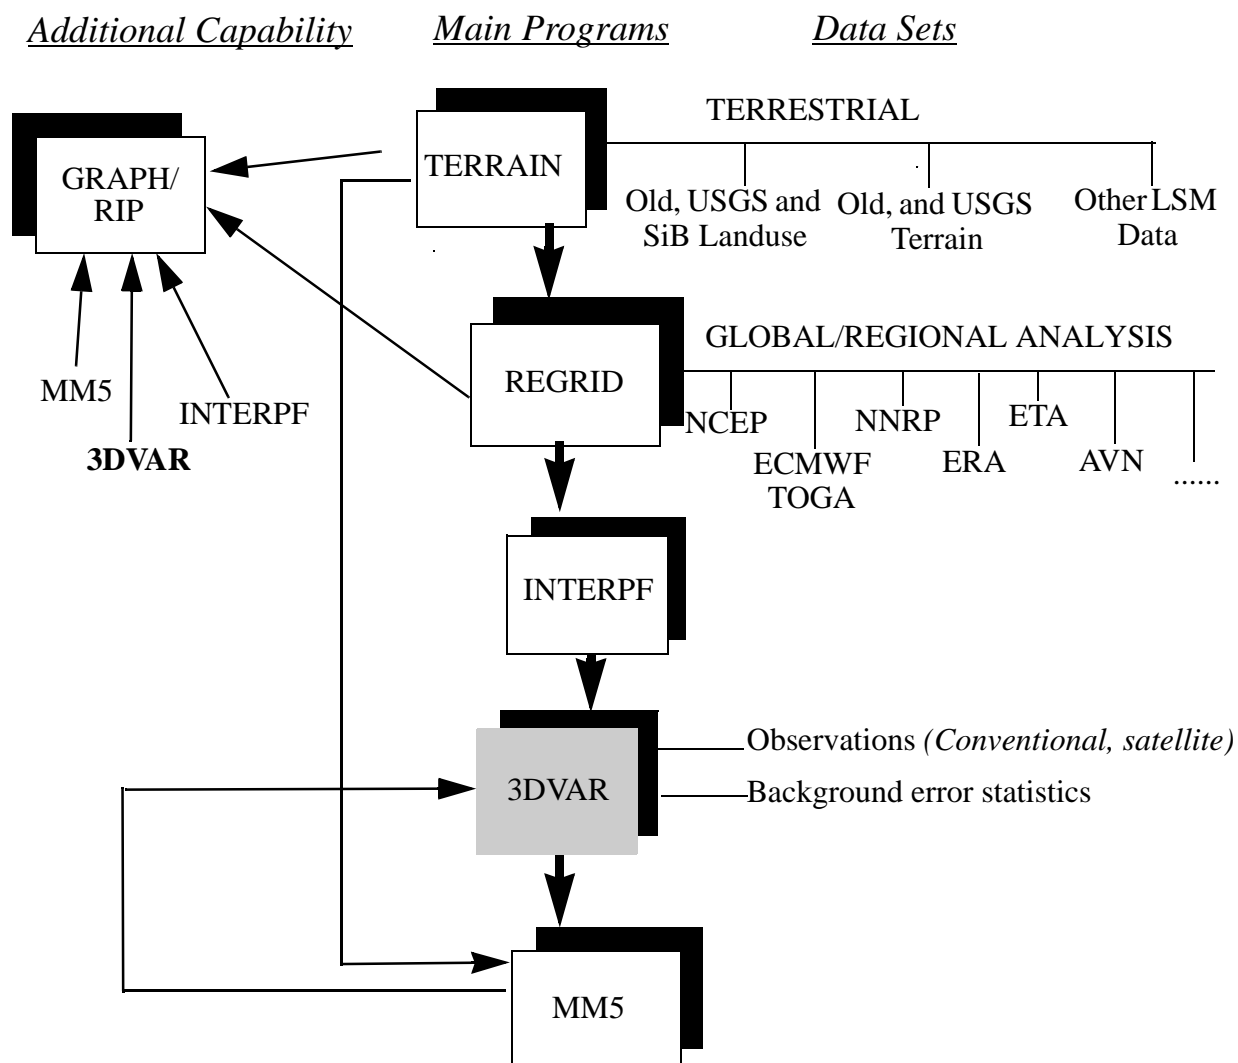 Additional Capability
Main Programs
Data Sets
TERRESTRIAL
TERRAIN
GRAPH/
RIP
Old, USGS and
SiB Landuse
Old, and USGS
Terrain
Other LSM
Data
GLOBAL/REGIONAL ANALYSIS
REGRID
MM5
INTERPF
3DVAR
NCEP
ECMWF
TOGA
NNRP
ERA
ETA
AVN
......
INTERPF
3DVAR
Observations (Conventional, satellite)
Background error statistics
MM5